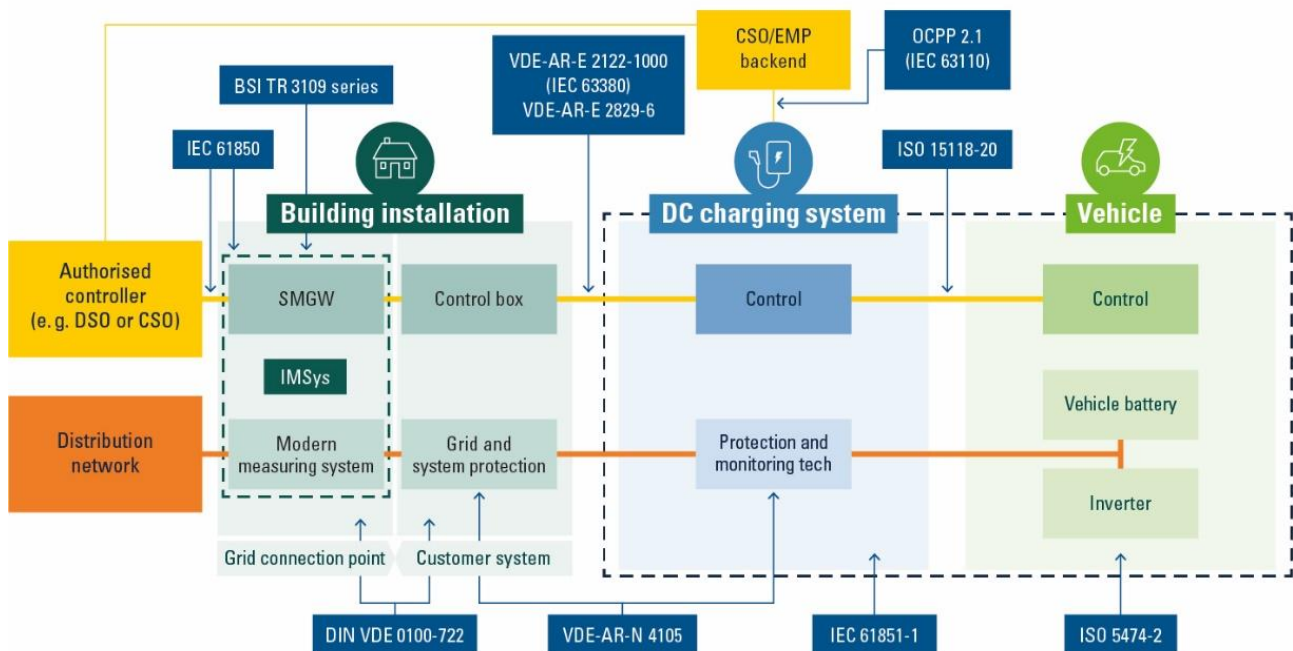 CSO/EMP
backend
OCPP 2.1
(IEC 63110)
VDE-AR-E 2122-1000
(IEC 63380)
VDE-AR-E 2829-6
BSI TR 3109 series
IEC 61850
ISO 15118-20
Building installation
DC charging system
Vehicle
Authorised
controller
(e. g. DSO or CSO)
SMGW
Control box
Control
Control
IMSys
Vehicle battery
Distribution
network
Modern
measuring system
Grid and
system protection
Protection and
monitoring tech
Inverter
Grid connection point
Customer system
DIN VDE 0100-722
VDE-AR-N 4105
IEC 61851-1
ISO 5474-2